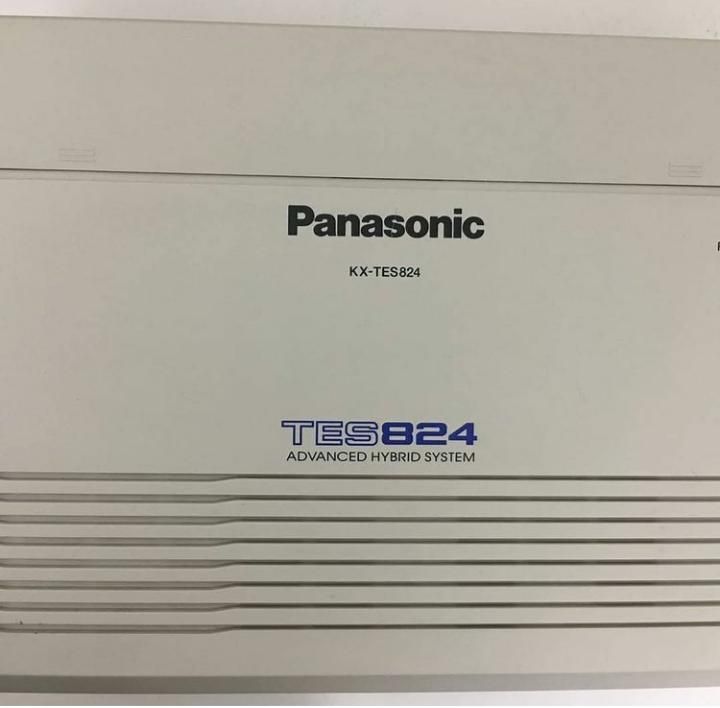 Panasonic
KX-TES824
TES824
ADVANCED HYBRID SYSTEM